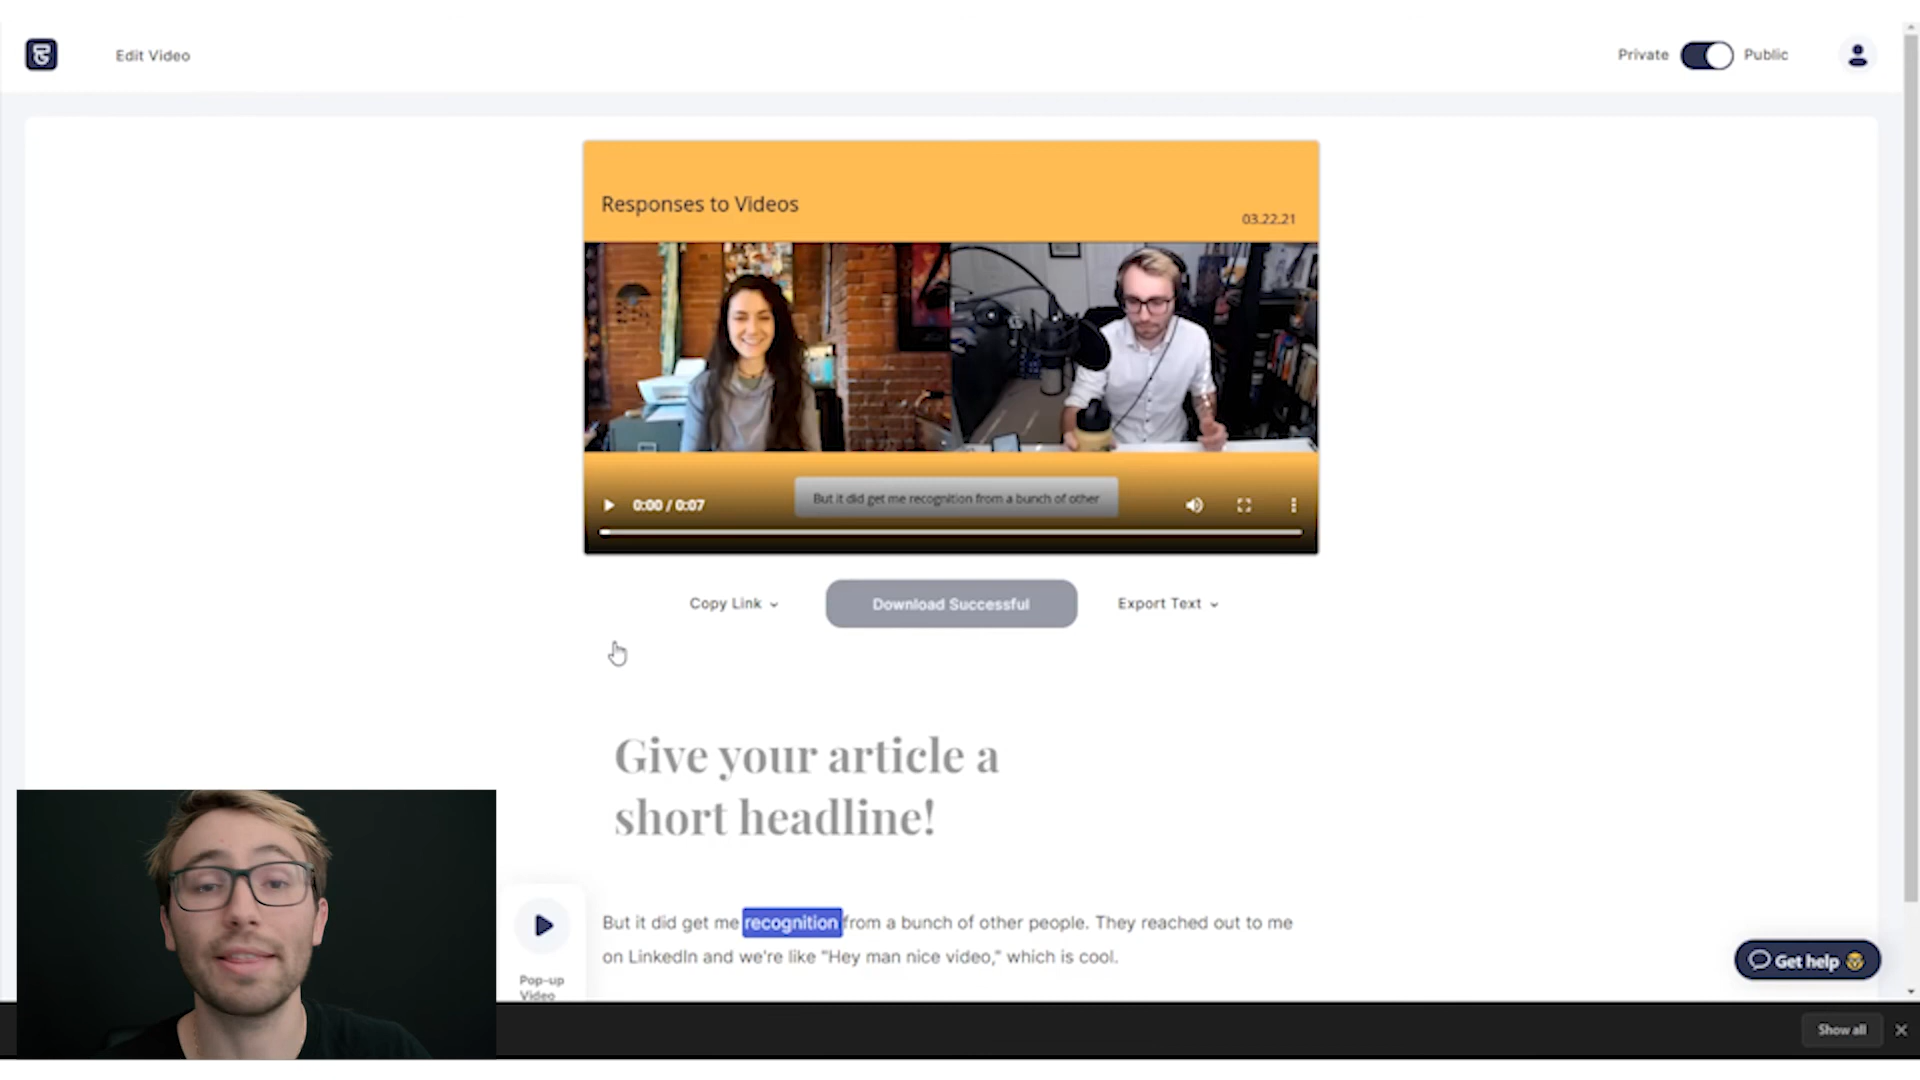 Edit Video
Private
Public
Responses to Videos
03.22.21
But it did get me recognition from a bunch of other
0:00 / 0:07
Copy Link
Download Successful
Export Text
Give your article a
short headline!
But it did get me recognition from a bunch of other people. They reached out to me
on LinkedIn and we're like "Hey man nice video," which is cool.
Pop-up
Video
Get help
Show all